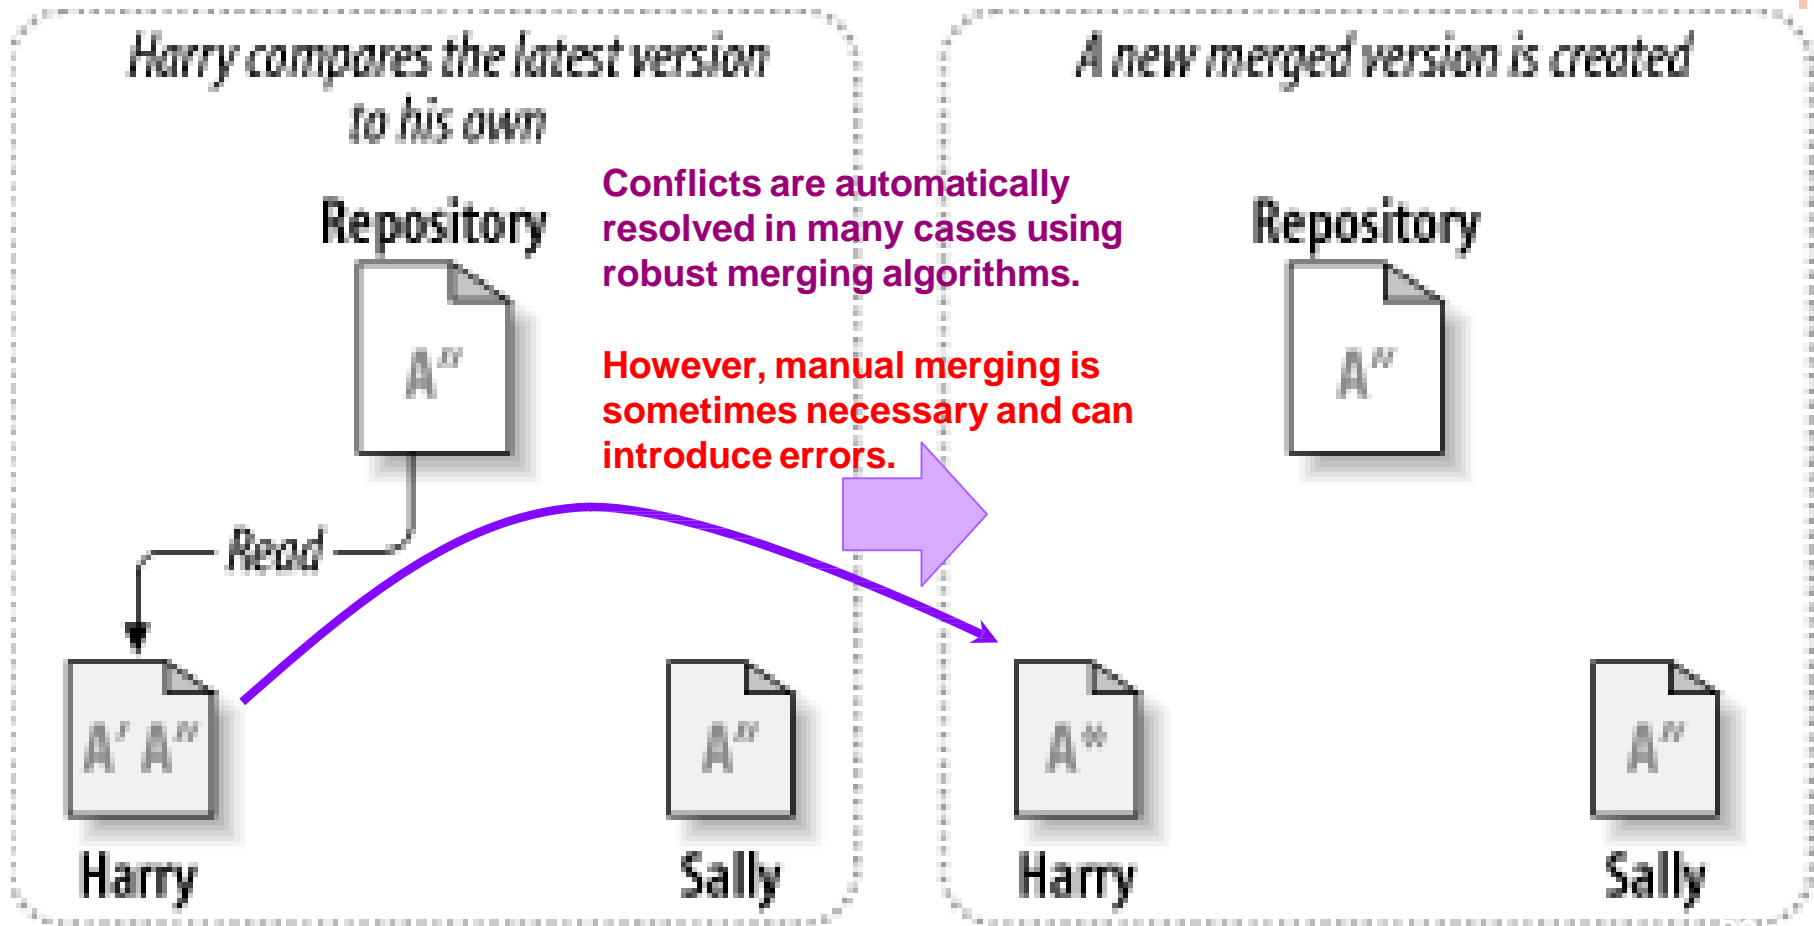 Harry compares the latest version
to his own
Repository
A"
Read
A' A"
Harry
A"
Sally
Conflicts are automatically
resolved in many cases using
robust merging algorithms.
However, manual merging is
sometimes necessary and can
introduce errors.
A new merged version is created
Repository
A"
A*
Harry
A"
Sally